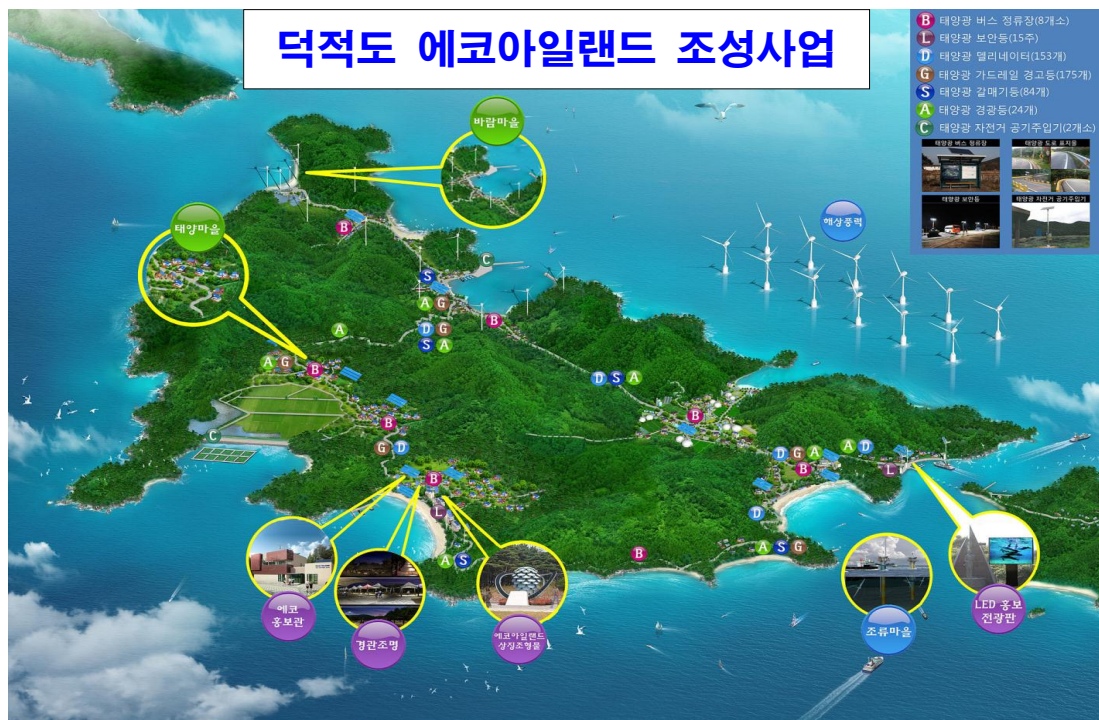 덕적도 에코아일랜드 조성사업
B 태양광 버스 정류장(8개소)
L 태양광 보안등(15주)
D 태양광 델리네이터(153개)
G 태양광 가드레일 경고등(175개)
S 태양광 갈매기등(84개)
A 태양광 경광등(24개)
C 태양광 자전거 공기주입기(2개소)
태양광 버스 정류장
태양광 도로 표지물
태양광 보안등
태양광 자전거 공기주입기
바람마을
태양마을
해상풍력
B
C
S
A G
B
D G
A
S A
A G
B
D S A
B
B
C
G D
D G A
A D
B
L
B
L
D
A S
B
A S G
에코
홍보관
경관조명
에코아일랜드
상징조형물
조류마을
LED 홍보
전광판